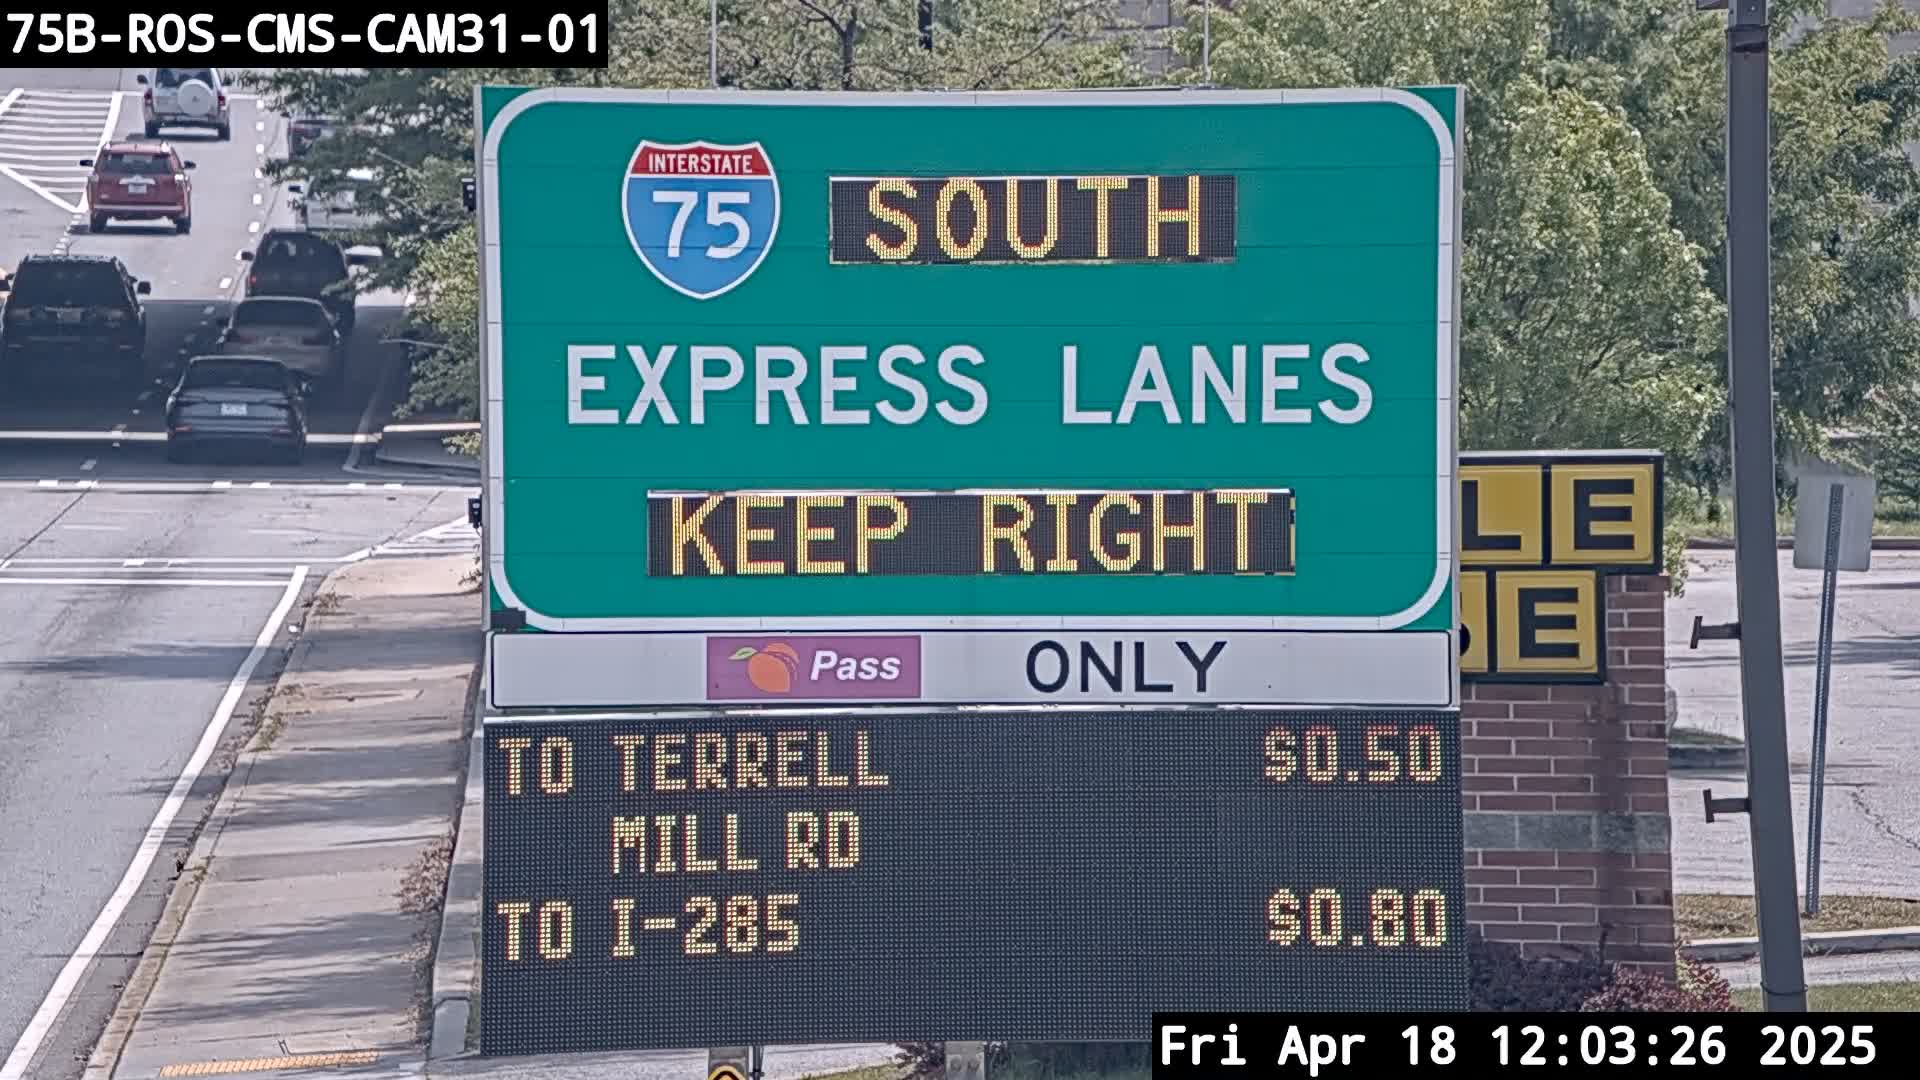 75B-ROS-CMS-CAM31-01
INTERSTATE
75
SOUTH
EXPRESS LANES
KEEP RIGHT
Pass ONLY
TO TERRELL $0.50
MILL RD
TO I-285 $0.80
LE
E
Fri Apr 18 12:03:26 2025